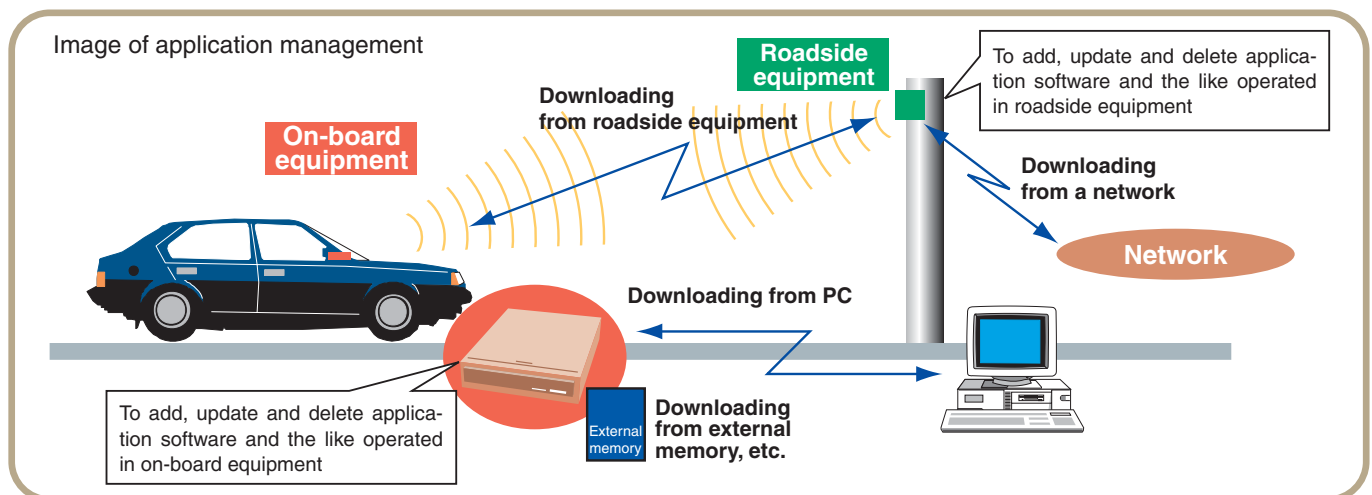 Image of application management
Roadside
equipment
To add, update and delete applica-
tion software and the like operated
in roadside equipment
Downloading
from roadside equipment
On-board
equipment
Downloading
from a network
Network
Downloading from PC
To add, update and delete applica-
tion software and the like operated
in on-board equipment
External
memory
Downloading
from external
memory, etc.